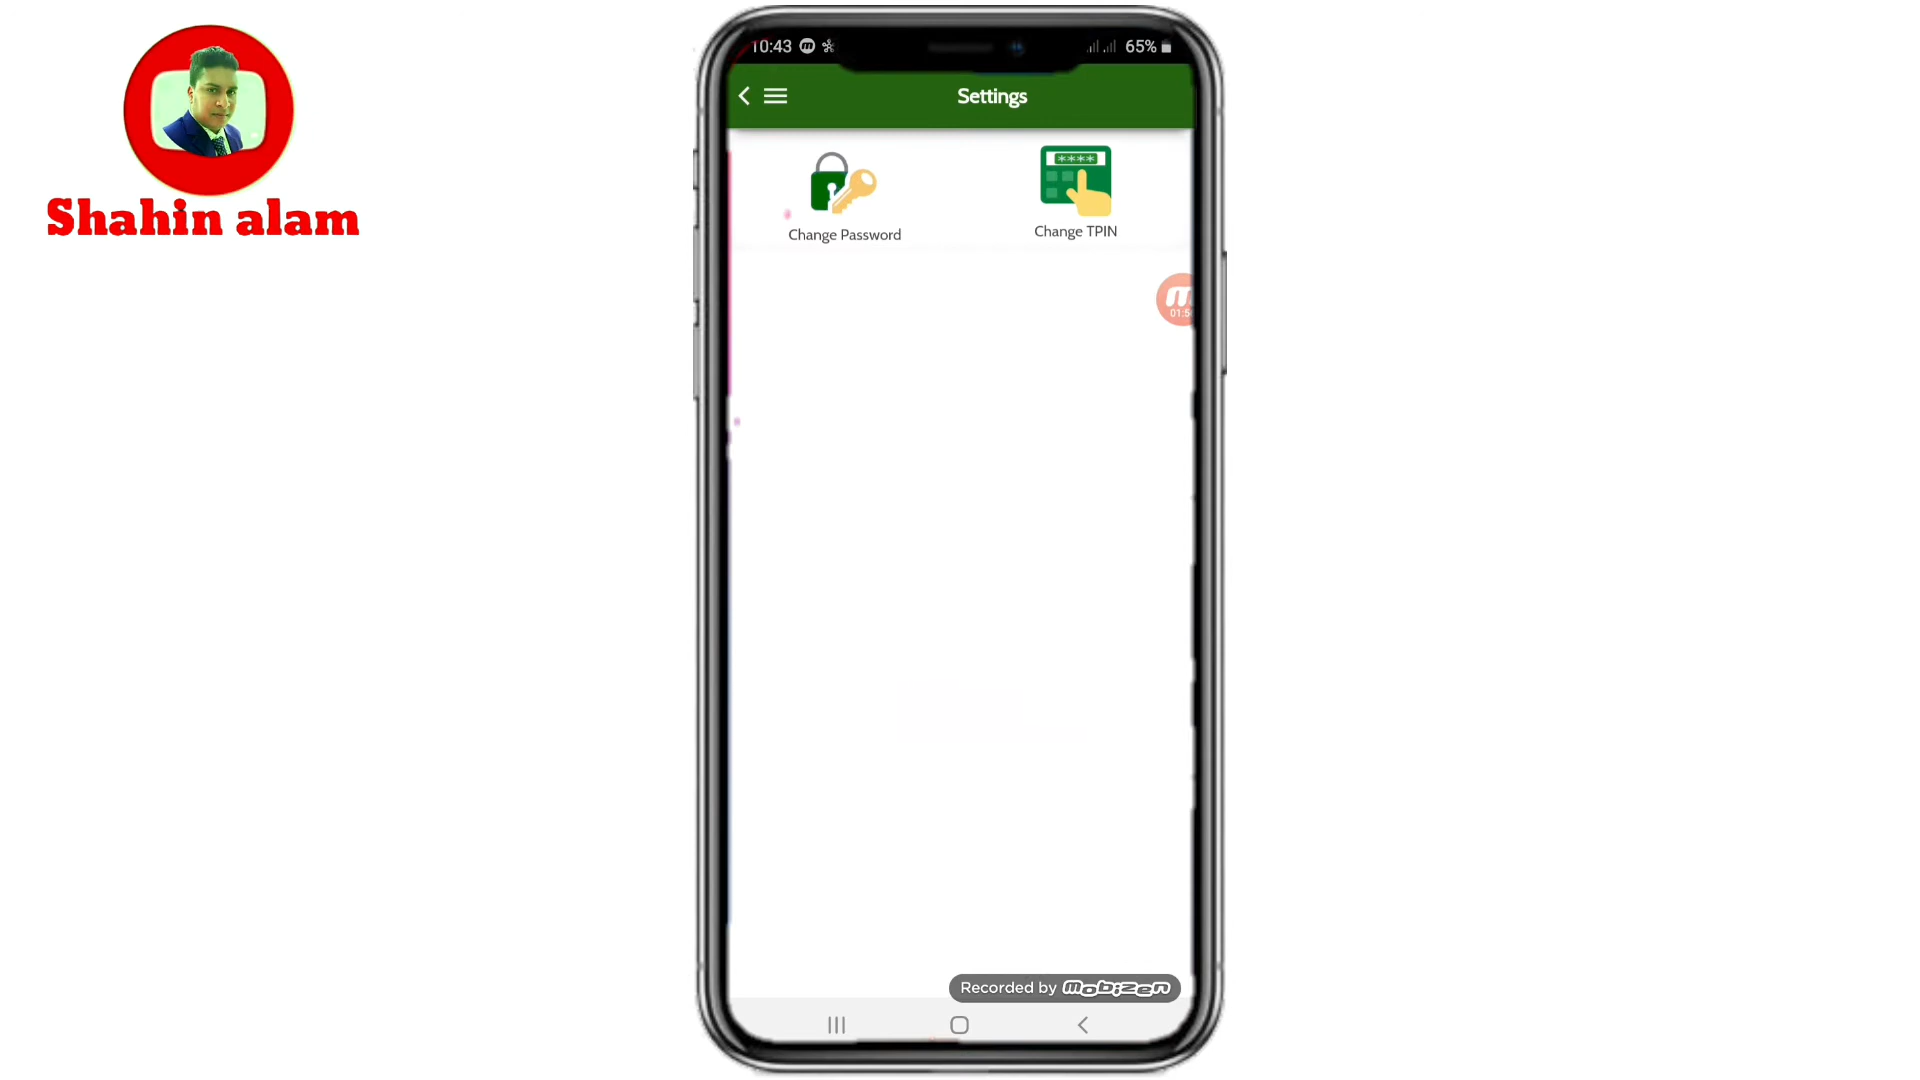 Shahin alam
10:43
65%
Settings
****
Change Password
Change TPIN
Recorded by Mobizen